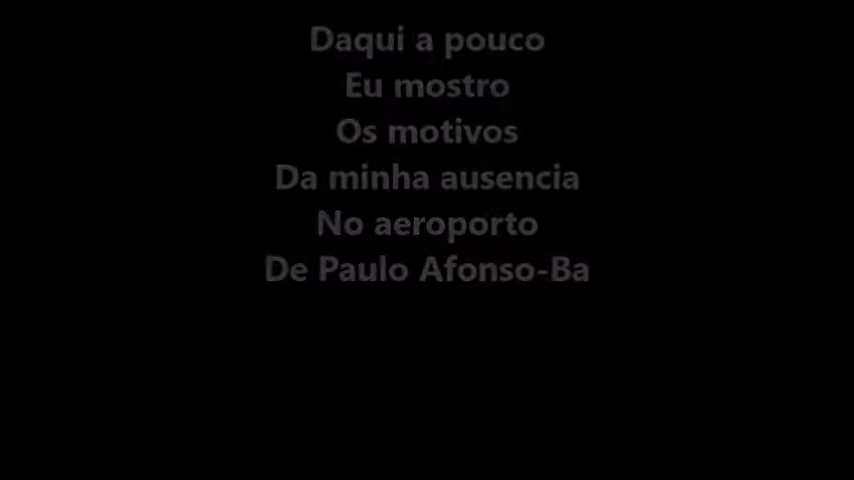 Daqui a pouco
Eu mostro
Os motivos
Da minha ausencia
No aeroporto
De Paulo Afonso-Ba